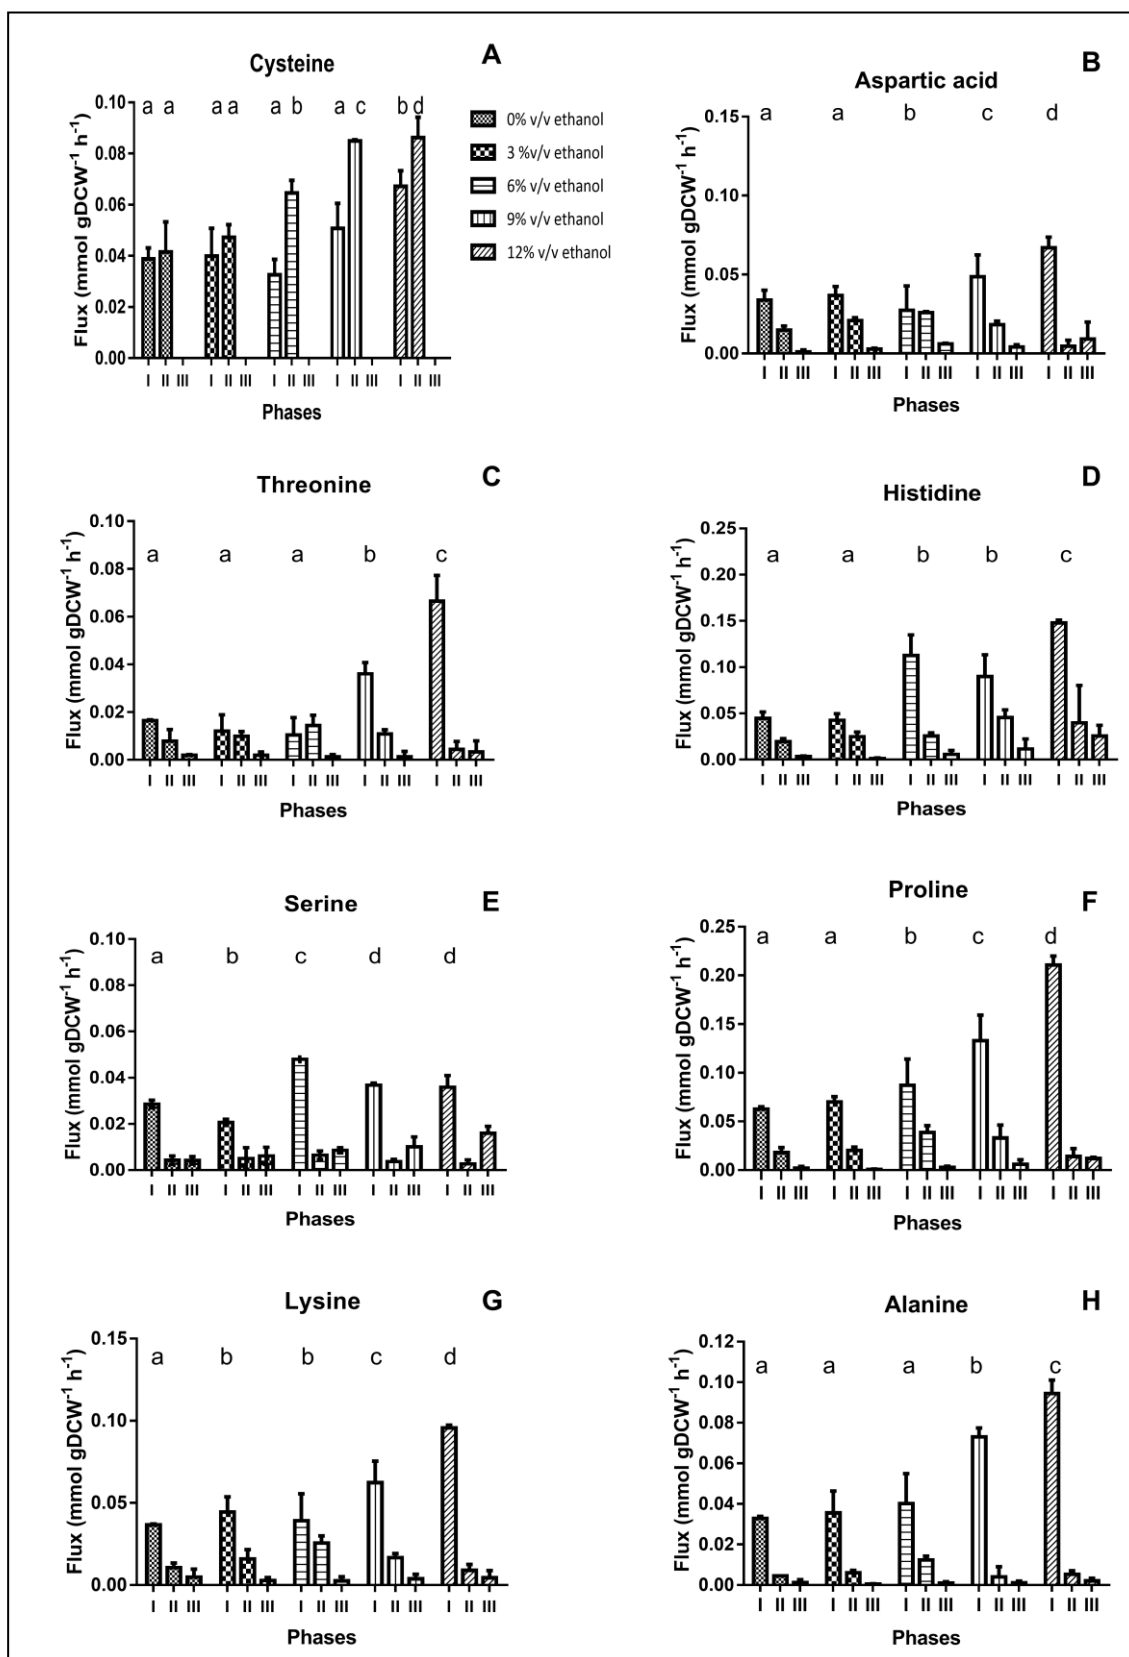 Cysteine
A
a a a a a b a c b d
0.10
0.08
0.06
0.04
0.02
0.00
Flux (mmol gDCW⁻¹ h⁻¹)
I II III I II III I II III I II III I II III
Phases
0% v/v ethanol
3 %v/v ethanol
6% v/v ethanol
9% v/v ethanol
12% v/v ethanol
Aspartic acid
B
a a b c d
0.15
0.10
0.05
0.00
Flux (mmol gDCW⁻¹ h⁻¹)
I II III I II III I II III I II III I II III
Phases
Threonine
C
a a a b c
0.10
0.08
0.06
0.04
0.02
0.00
Flux (mmol gDCW⁻¹ h⁻¹)
I II III I II III I II III I II III I II III
Phases
Histidine
D
a a b b c
0.25
0.20
0.15
0.10
0.05
0.00
Flux (mmol gDCW⁻¹ h⁻¹)
I II III I II III I II III I II III I II III
Phases
Serine
E
a b c d d
0.10
0.08
0.06
0.04
0.02
0.00
Flux (mmol gDCW⁻¹ h⁻¹)
I II III I II III I II III I II III I II III
Phases
Proline
F
a a b c d
0.25
0.20
0.15
0.10
0.05
0.00
Flux (mmol gDCW⁻¹ h⁻¹)
I II III I II III I II III I II III I II III
Phases
Lysine
G
a b b c d
0.15
0.10
0.05
0.00
Flux (mmol gDCW⁻¹ h⁻¹)
I II III I II III I II III I II III I II III
Phases
Alanine
H
a a a b c
0.12
0.10
0.08
0.06
0.04
0.02
0.00
Flux (mmol gDCW⁻¹ h⁻¹)
I II III I II III I II III I II III I II III
Phases